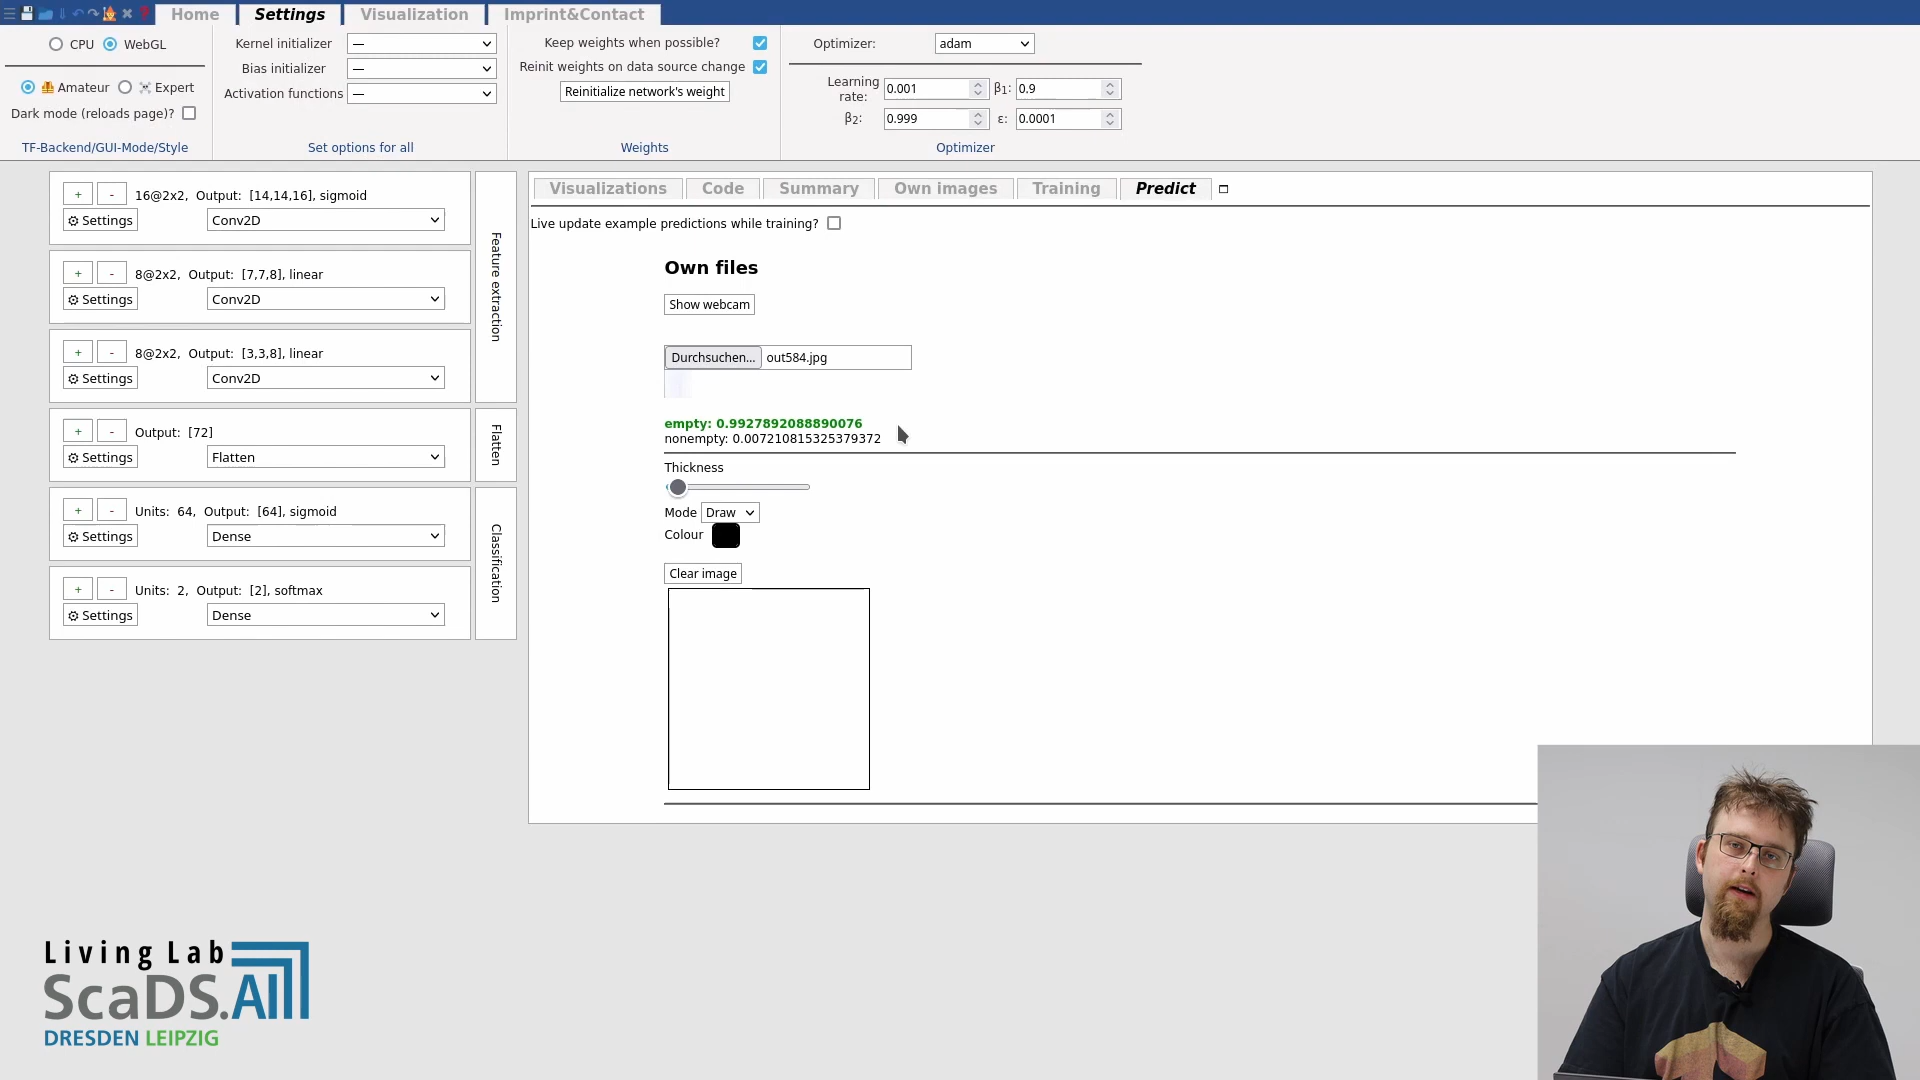 Home
Settings
Visualization
Imprint&Contact
CPU
WebGL
Amateur
Expert
Dark mode (reloads page)?
TF-Backend/GUI-Mode/Style
Kernel initializer —
Bias initializer —
Activation functions —
Set options for all
Keep weights when possible?
Reinit weights on data source change
Reinitialize network's weight
Weights
Optimizer: adam
Learning rate: 0.001 β1: 0.9
β2: 0.999 ε: 0.0001
Optimizer
+ - 16@2x2, Output: [14,14,16], sigmoid
Settings Conv2D
+ - 8@2x2, Output: [7,7,8], linear
Settings Conv2D
+ - 8@2x2, Output: [3,3,8], linear
Settings Conv2D
Feature extraction
+ - Output: [72]
Settings Flatten
Flatten
+ - Units: 64, Output: [64], sigmoid
Settings Dense
+ - Units: 2, Output: [2], softmax
Settings Dense
Classification
Visualizations
Code
Summary
Own images
Training
Predict
Live update example predictions while training?
Own files
Show webcam
Durchsuchen... out584.jpg
empty: 0.9927892088890076
nonempty: 0.007210815325379372
Thickness
Mode Draw
Colour
Clear image
Living Lab
ScaDS.AI
DRESDEN LEIPZIG